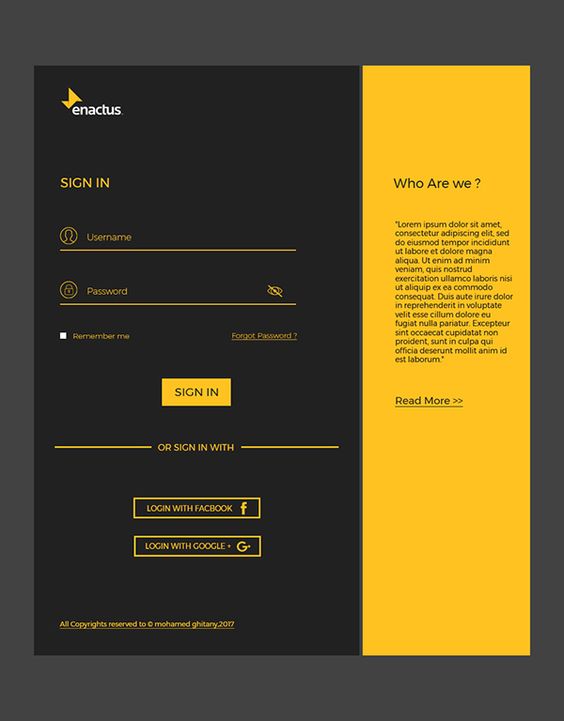 enactus.
SIGN IN
Username
Password
Remember me
Forgot Password ?
SIGN IN
OR SIGN IN WITH
LOGIN WITH FACBOOK f
LOGIN WITH GOOGLE + G+
All Copyrights reserved to © mohamed ghitany,2017
Who Are we ?
"Lorem ipsum dolor sit amet,
consectetur adipiscing elit, sed
do eiusmod tempor incididunt
ut labore et dolore magna
aliqua. Ut enim ad minim
veniam, quis nostrud
exercitation ullamco laboris nisi
ut aliquip ex ea commodo
consequat. Duis aute irure dolor
in reprehenderit in voluptate
velit esse cillum dolore eu
fugiat nulla pariatur. Excepteur
sint occaecat cupidatat non
proident, sunt in culpa qui
officia deserunt mollit anim id
est laborum."
Read More >>